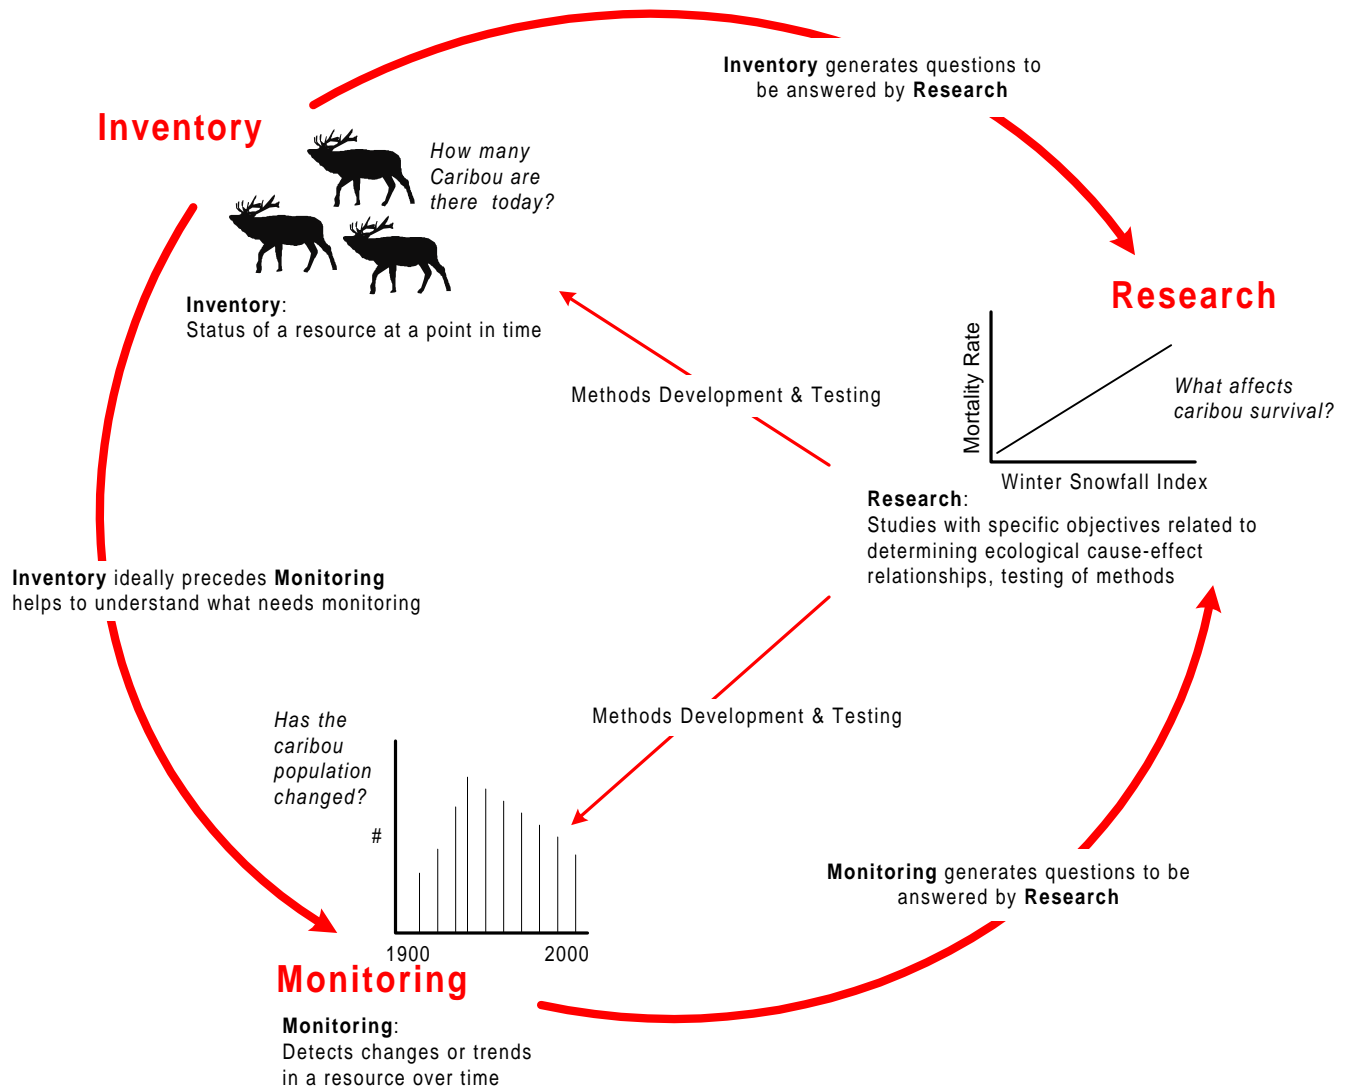 Inventory generates questions to
be answered by Research
Inventory
How many
Caribou are
there today?
Inventory:
Status of a resource at a point in time
Research
Mortality Rate
What affects
caribou survival?
Winter Snowfall Index
Methods Development & Testing
Research:
Studies with specific objectives related to
determining ecological cause-effect
relationships, testing of methods
Inventory ideally precedes Monitoring
helps to understand what needs monitoring
Methods Development & Testing
Has the
caribou
population
changed?
#
1900 2000
Monitoring
Monitoring generates questions to be
answered by Research
Monitoring:
Detects changes or trends
in a resource over time